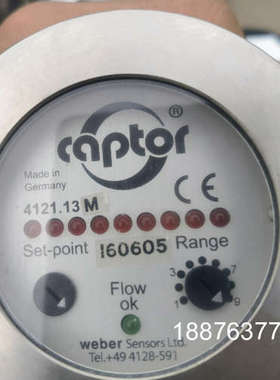 captor®
Made in
Germany
CE
4121.13 M
Set-point 160605 Range
Flow
ok
3 7
1 9
weber Sensors Ltd.
Tel.+49 4128-591
18876377